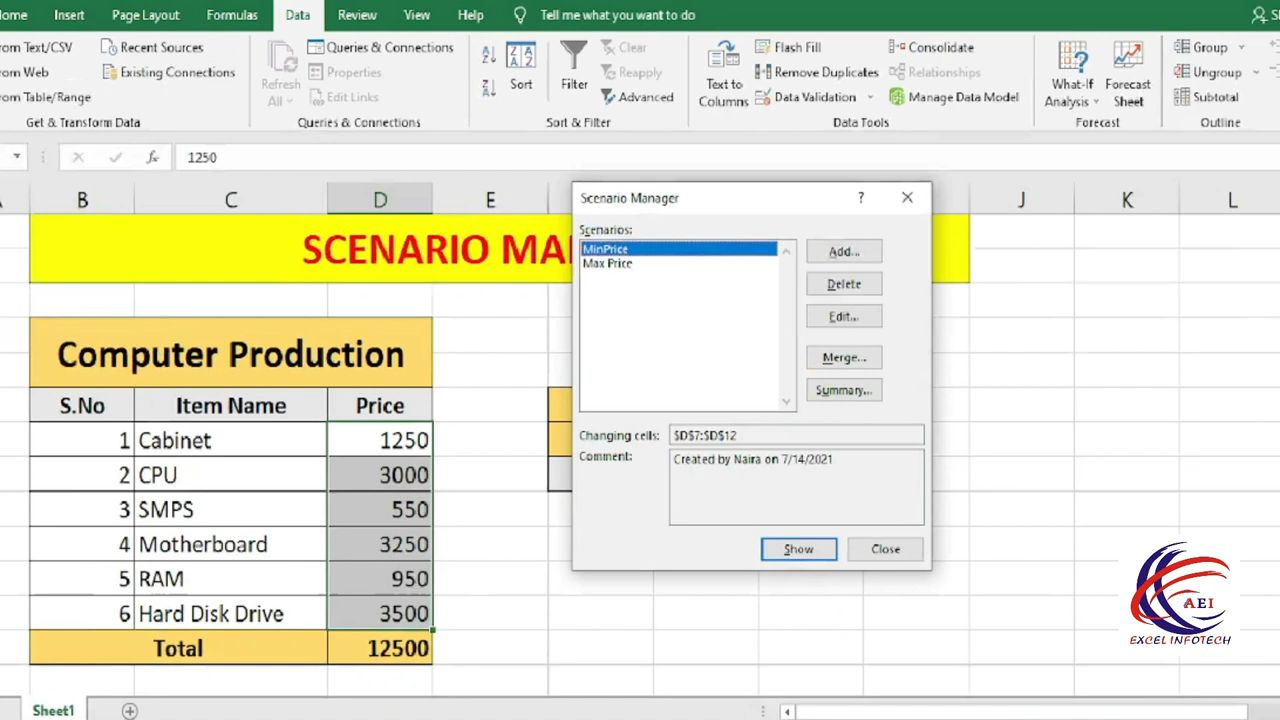 ome Insert Page Layout Formulas Data Review View Help Tell me what you want to do
rom Text/CSV
rom Web
rom Table/Range
Get & Transform Data
Recent Sources
Existing Connections
Refresh
All
Queries & Connections
Properties
Edit Links
Queries & Connections
Sort
Filter
Clear
Reapply
Advanced
Sort & Filter
Text to
Columns
Flash Fill
Remove Duplicates
Data Validation
Consolidate
Relationships
Manage Data Model
Data Tools
What-If
Analysis
Forecast
Sheet
Forecast
Group
Ungroup
Subtotal
Outline
fx 1250
B C D E J K L
SCENARIO MA
Computer Production
S.No Item Name Price
1 Cabinet 1250
2 CPU 3000
3 SMPS 550
4 Motherboard 3250
5 RAM 950
6 Hard Disk Drive 3500
Total 12500
Scenario Manager ?
Scenarios:
MinPrice
Max Price
Add...
Delete
Edit...
Merge...
Summary...
Changing cells: $D$7:$D$12
Comment: Created by Naira on 7/14/2021
Show Close
AEI
EXCEL INFOTECH
Sheet1